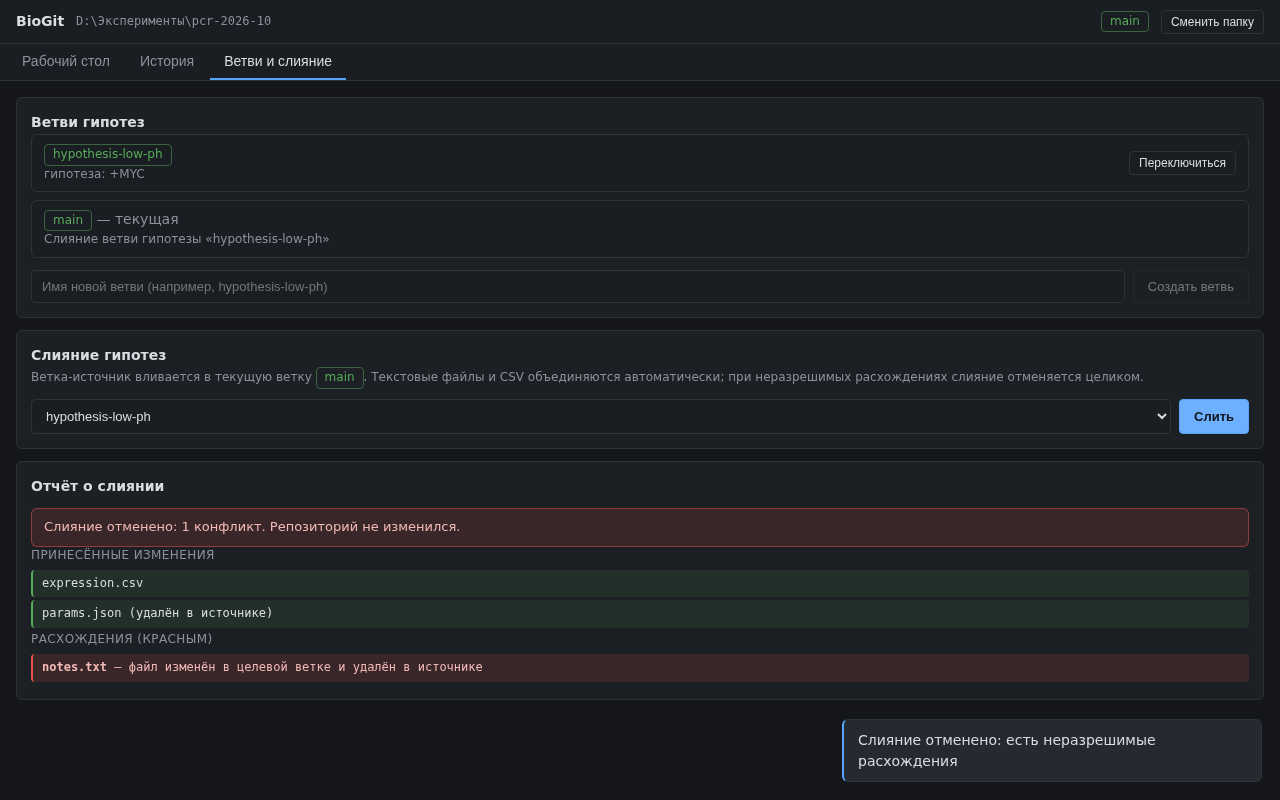 BioGit D:\Эксперименты\pcr-2026-10 main Сменить папку
Рабочий стол История Ветви и слияние
Ветви гипотез
hypothesis-low-ph
гипотеза: +MYC
Переключиться
main — текущая
Слияние ветви гипотезы «hypothesis-low-ph»
Имя новой ветви (например, hypothesis-low-ph) Создать ветвь
Слияние гипотез
Ветка-источник вливается в текущую ветку main. Текстовые файлы и CSV объединяются автоматически; при неразрешимых расхождениях слияние отменяется целиком.
hypothesis-low-ph Слить
Отчёт о слиянии
Слияние отменено: 1 конфликт. Репозиторий не изменился.
ПРИНЕСЁННЫЕ ИЗМЕНЕНИЯ
expression.csv
params.json (удалён в источнике)
РАСХОЖДЕНИЯ (КРАСНЫМ)
notes.txt — файл изменён в целевой ветке и удалён в источнике
Слияние отменено: есть неразрешимые
расхождения